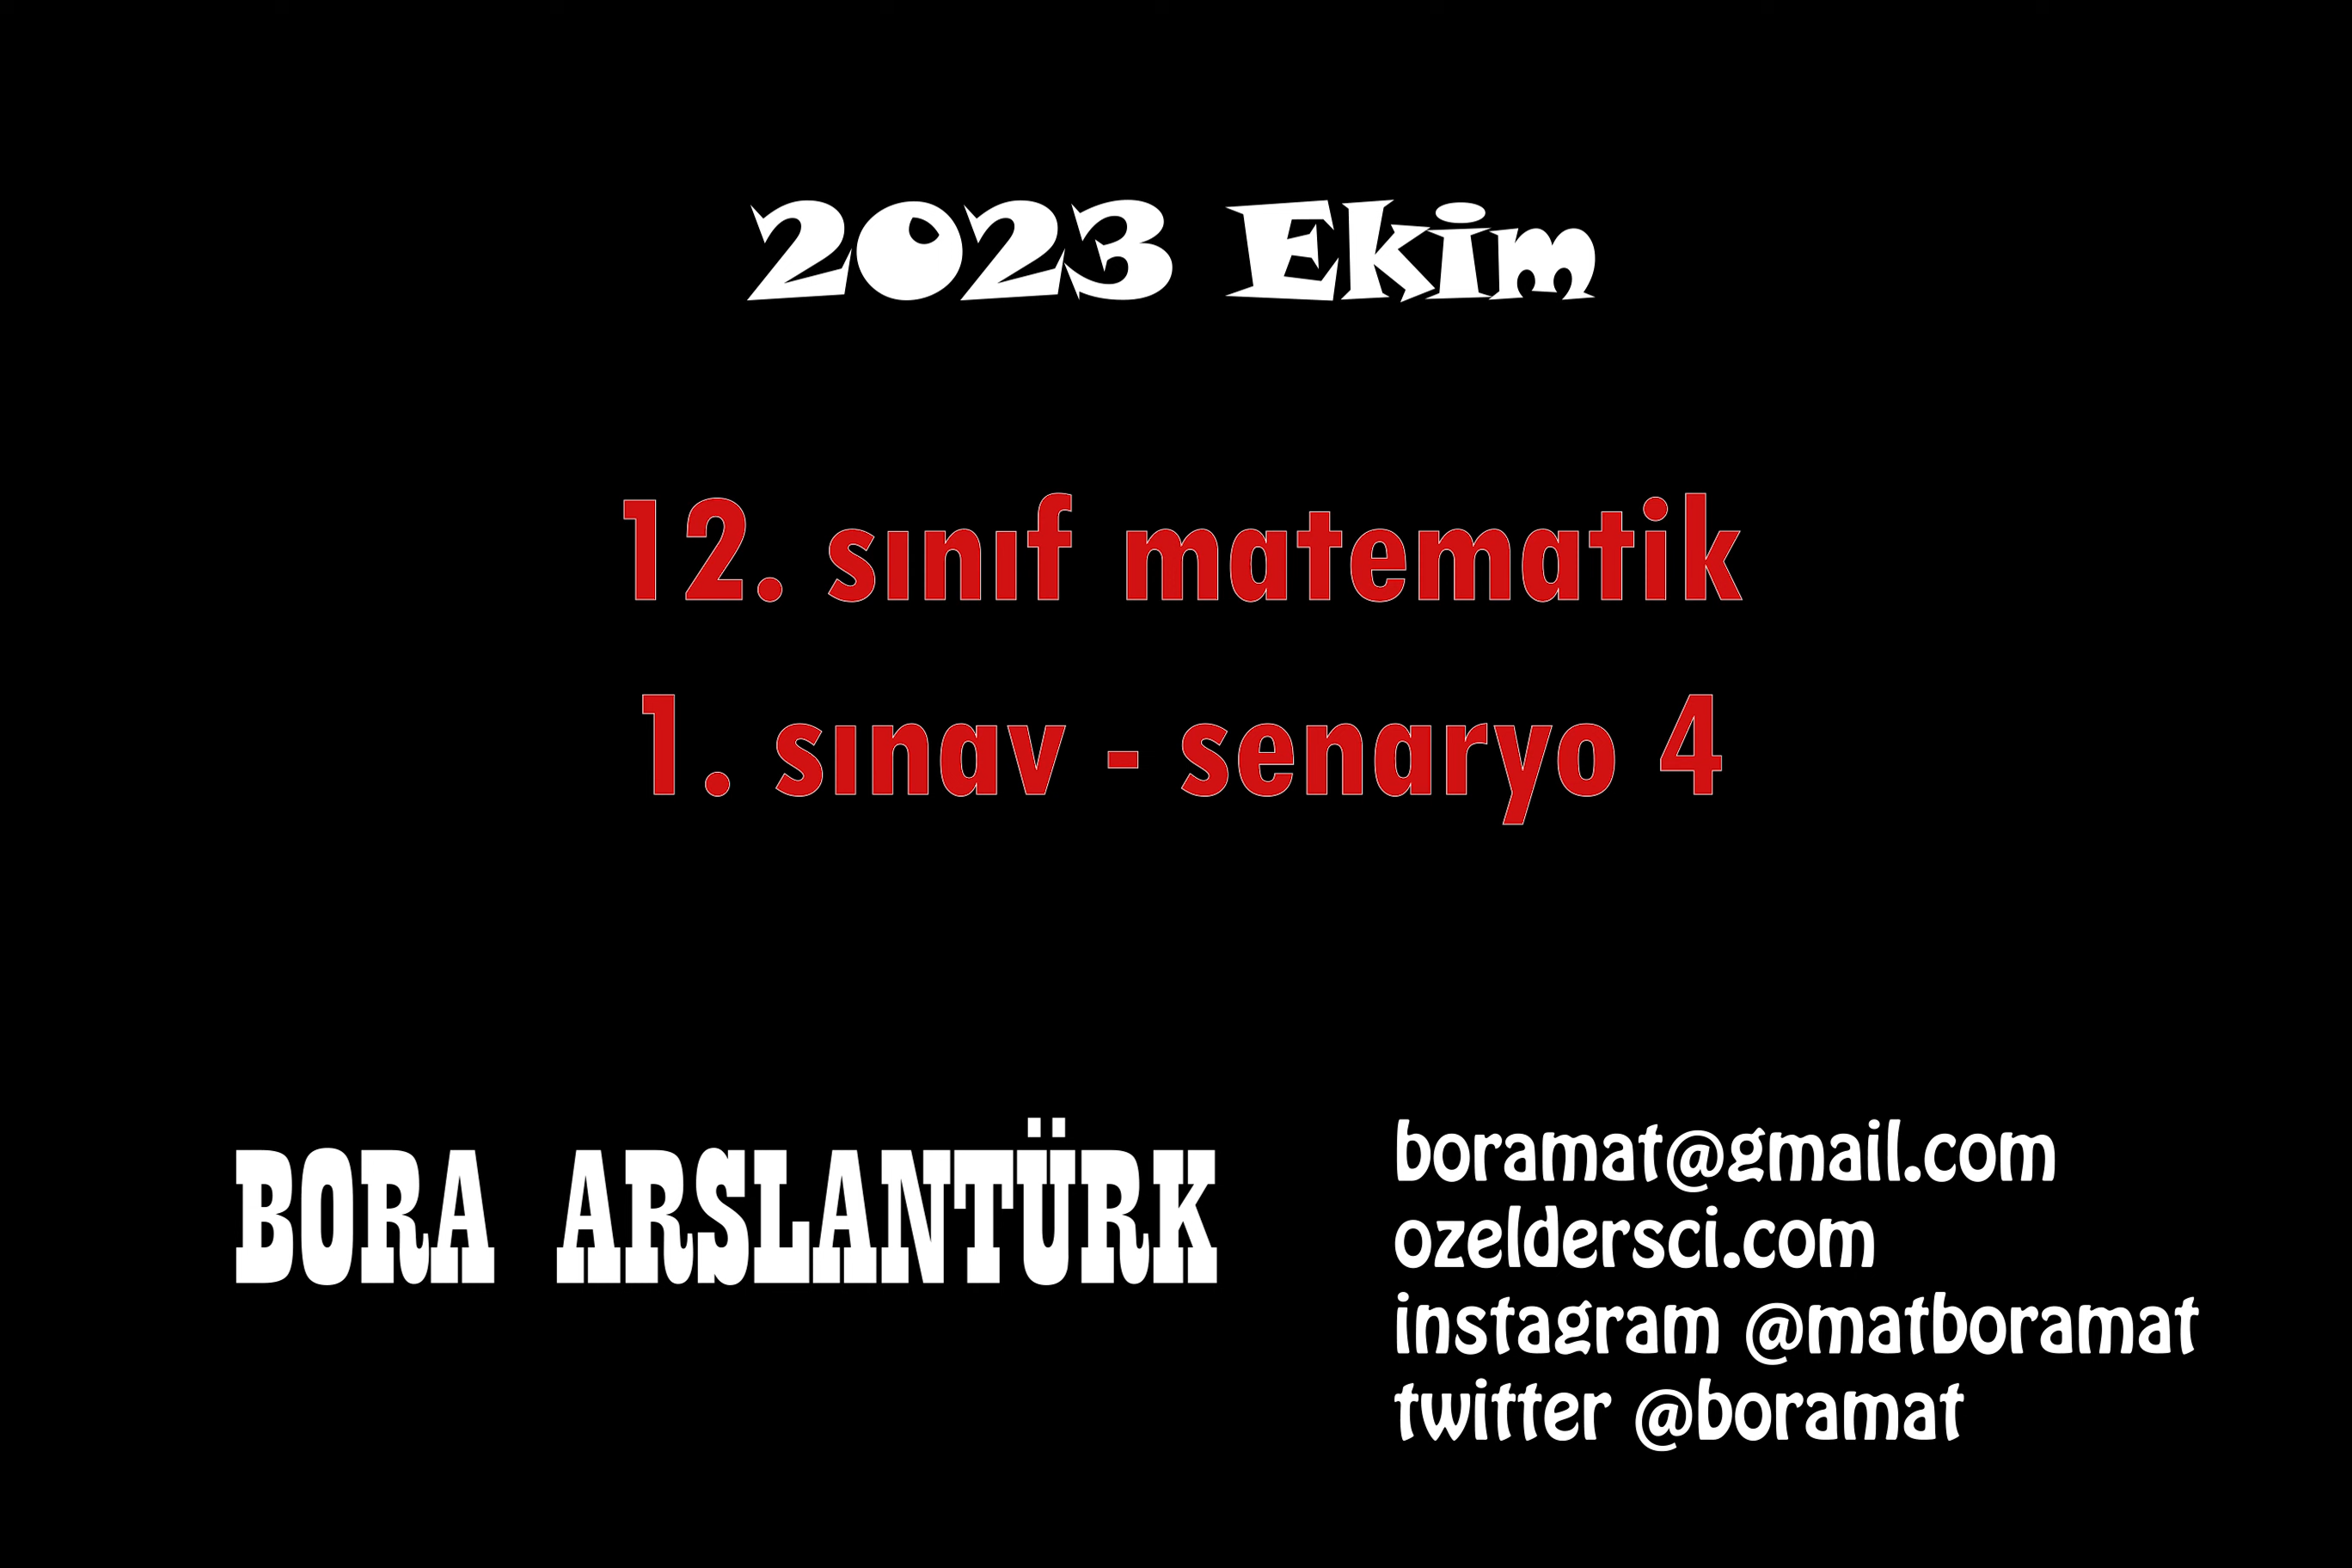 2023 Ekim
12. sınıf matematik
1. sınav - senaryo 4
BORA ARSLANTÜRK
boramat@gmail.com
ozeldersci.com
instagram @matboramat
twitter @boramat